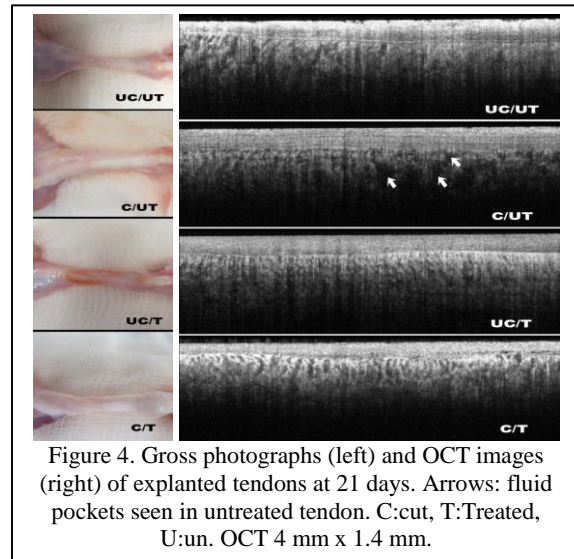 UC/UT
UC/UT
C/UT
C/UT
UC/T
UC/T
C/T
C/T
Figure 4. Gross photographs (left) and OCT images
(right) of explanted tendons at 21 days. Arrows: fluid
pockets seen in untreated tendon. C:cut, T:Treated,
U:un. OCT 4 mm x 1.4 mm.